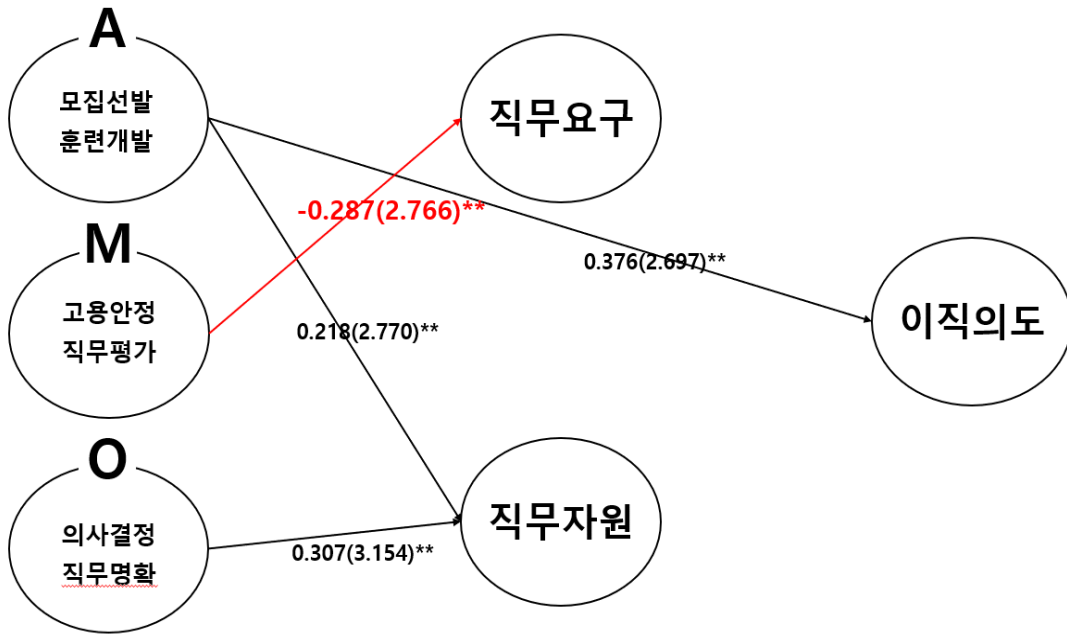 A
모집선발
훈련개발
직무요구
-0.287(2.766)**
M
고용안정
직무평가
0.376(2.697)**
이직의도
0.218(2.770)**
O
의사결정
직무명확
직무자원
0.307(3.154)**